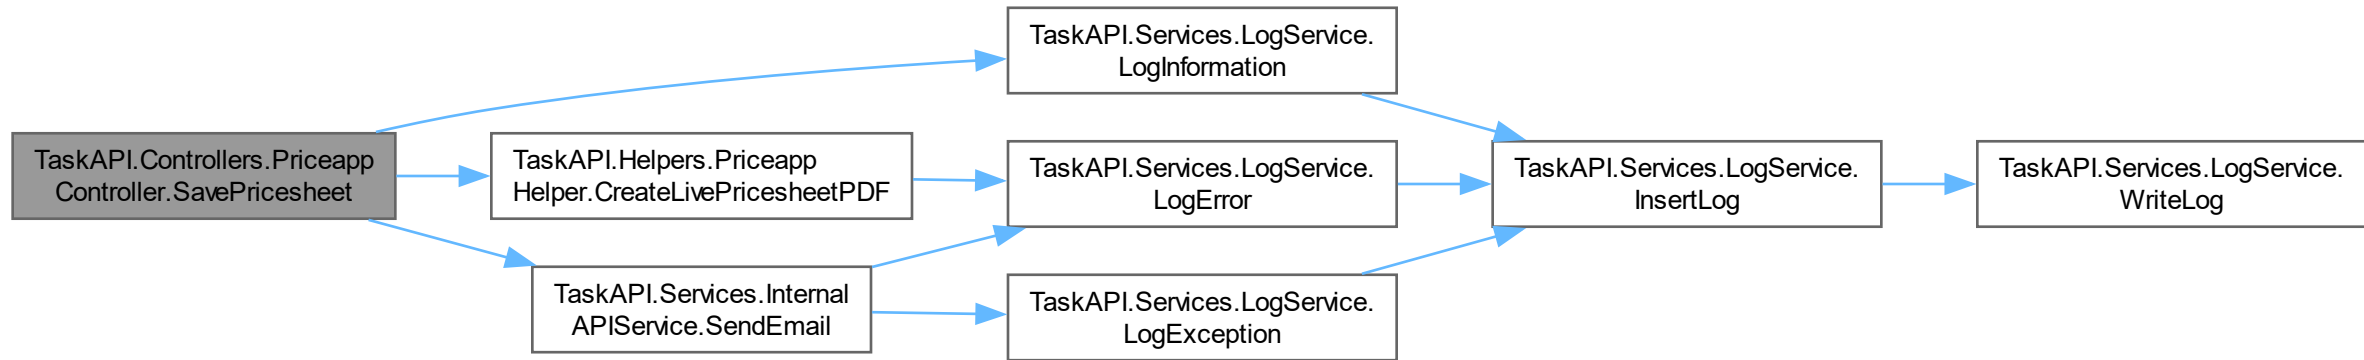 TaskAPI.Controllers.Priceapp
Controller.SavePricesheet
TaskAPI.Helpers.Priceapp
Helper.CreateLivePricesheetPDF
TaskAPI.Services.Internal
APIService.SendEmail
TaskAPI.Services.LogService.
LogInformation
TaskAPI.Services.LogService.
LogError
TaskAPI.Services.LogService.
LogException
TaskAPI.Services.LogService.
InsertLog
TaskAPI.Services.LogService.
WriteLog